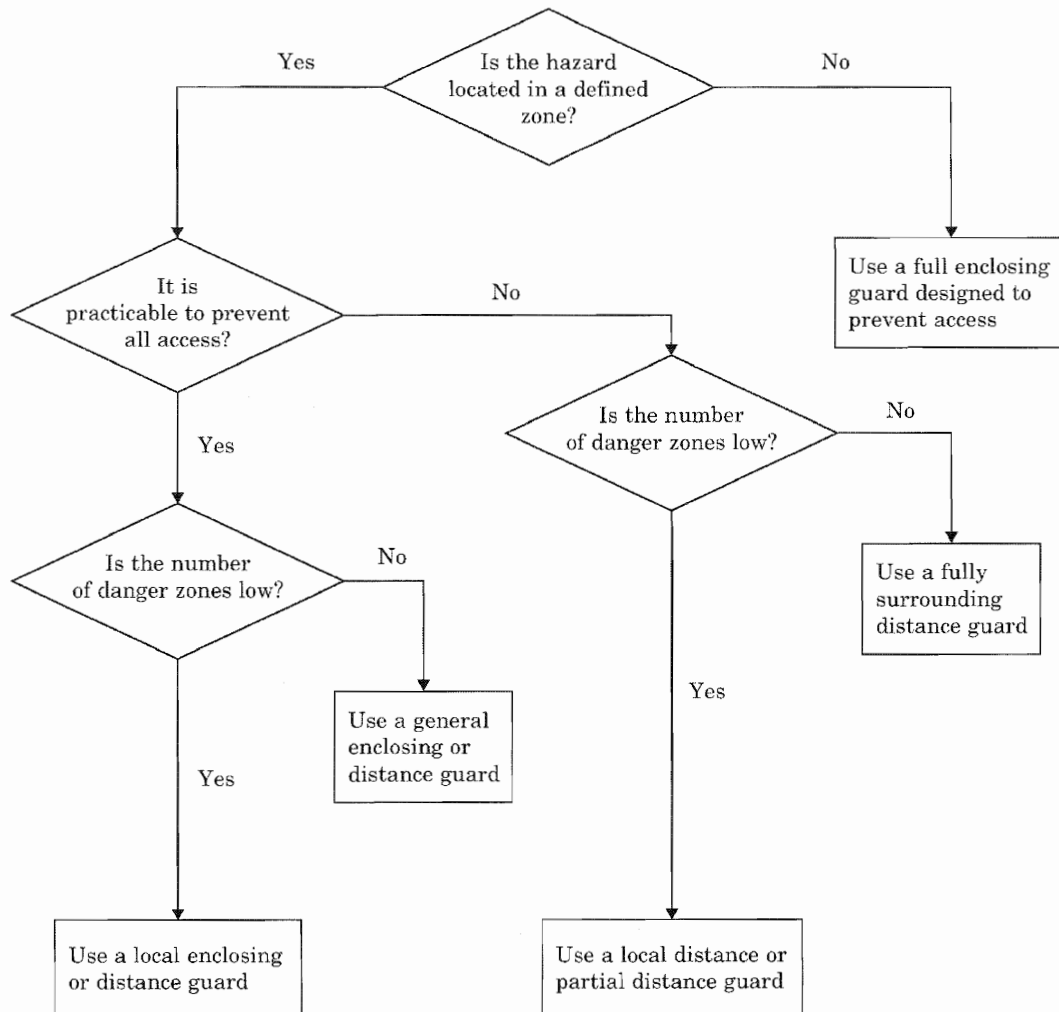 Is the hazard
located in a defined
zone?
Yes
No
It is
practicable to prevent
all access?
No
Use a full enclosing
guard designed to
prevent access
Is the number
of danger zones low?
No
Yes
Is the number
of danger zones low?
No
Use a fully
surrounding
distance guard
Yes
Use a general
enclosing or
distance guard
Yes
Use a local enclosing
or distance guard
Use a local distance or
partial distance guard